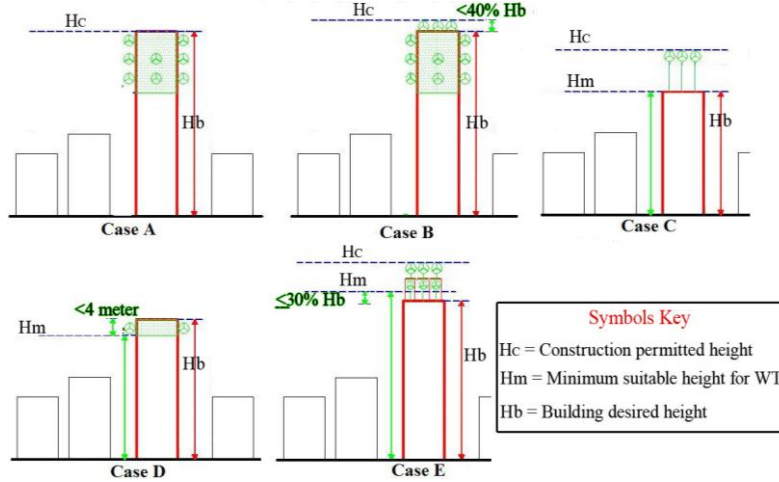 Hc
Hb
Case A
<40% Hb
Hc
Hb
Case B
Hc
Hm
Hb
Case C
<4 meter
Hm
Hb
Case D
Hc
Hm
≤30% Hb
Hb
Case E
Symbols Key
Hc = Construction permitted height
Hm = Minimum suitable height for WT
Hb = Building desired height